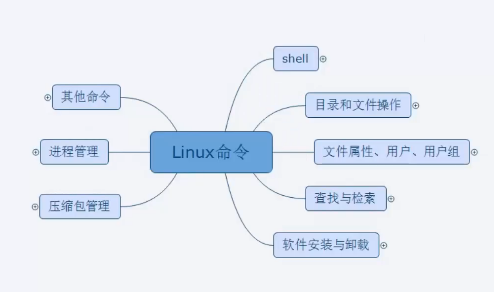 Linux命令
shell
目录和文件操作
文件属性、用户、用户组
查找与检索
软件安装与卸载
其他命令
进程管理
压缩包管理